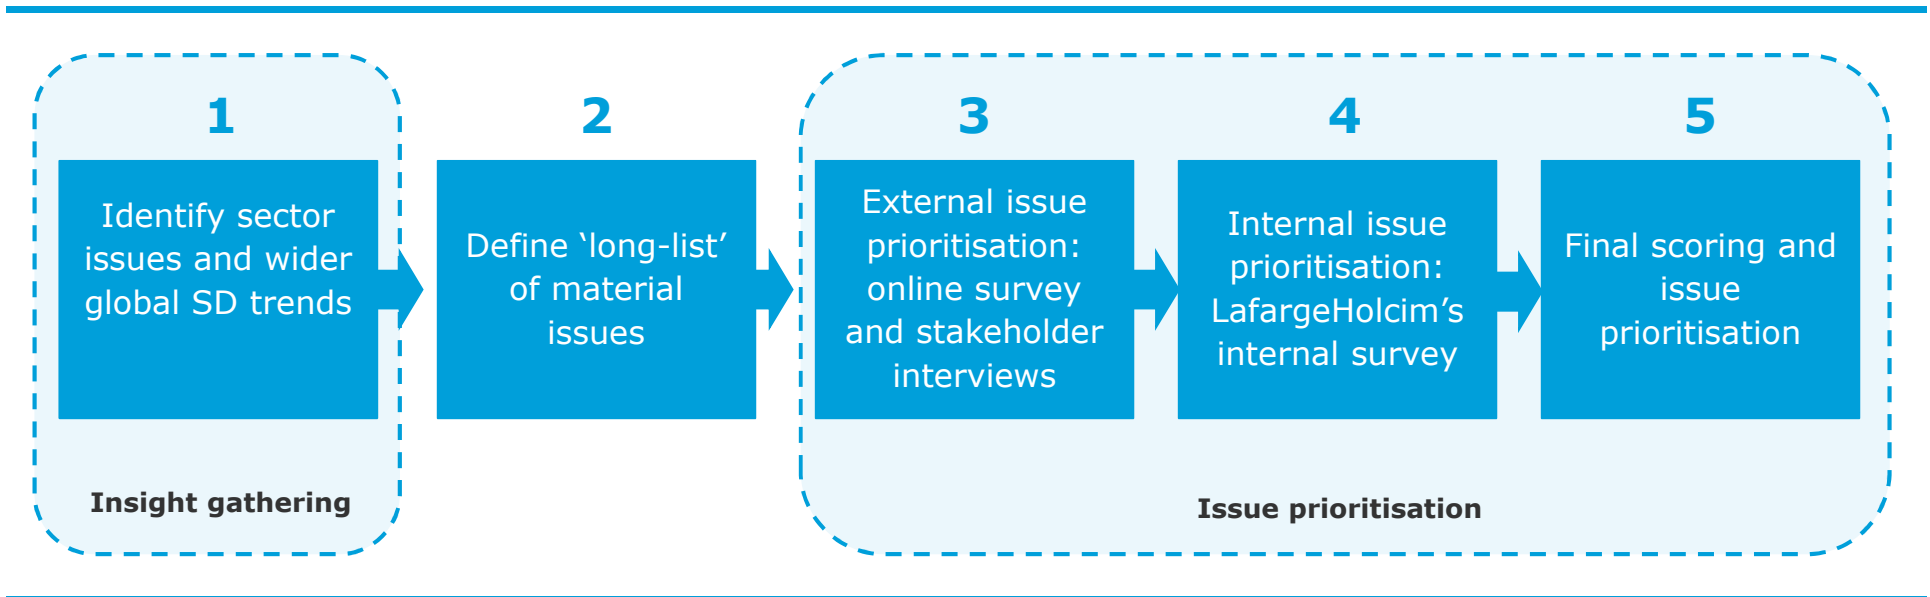 1
Identify sector
issues and wider
global SD trends
Insight gathering
2
Define ‘long-list’
of material
issues
3
External issue
prioritisation:
online survey
and stakeholder
interviews
4
Internal issue
prioritisation:
LafargeHolcim’s
internal survey
5
Final scoring and
issue
prioritisation
Issue prioritisation